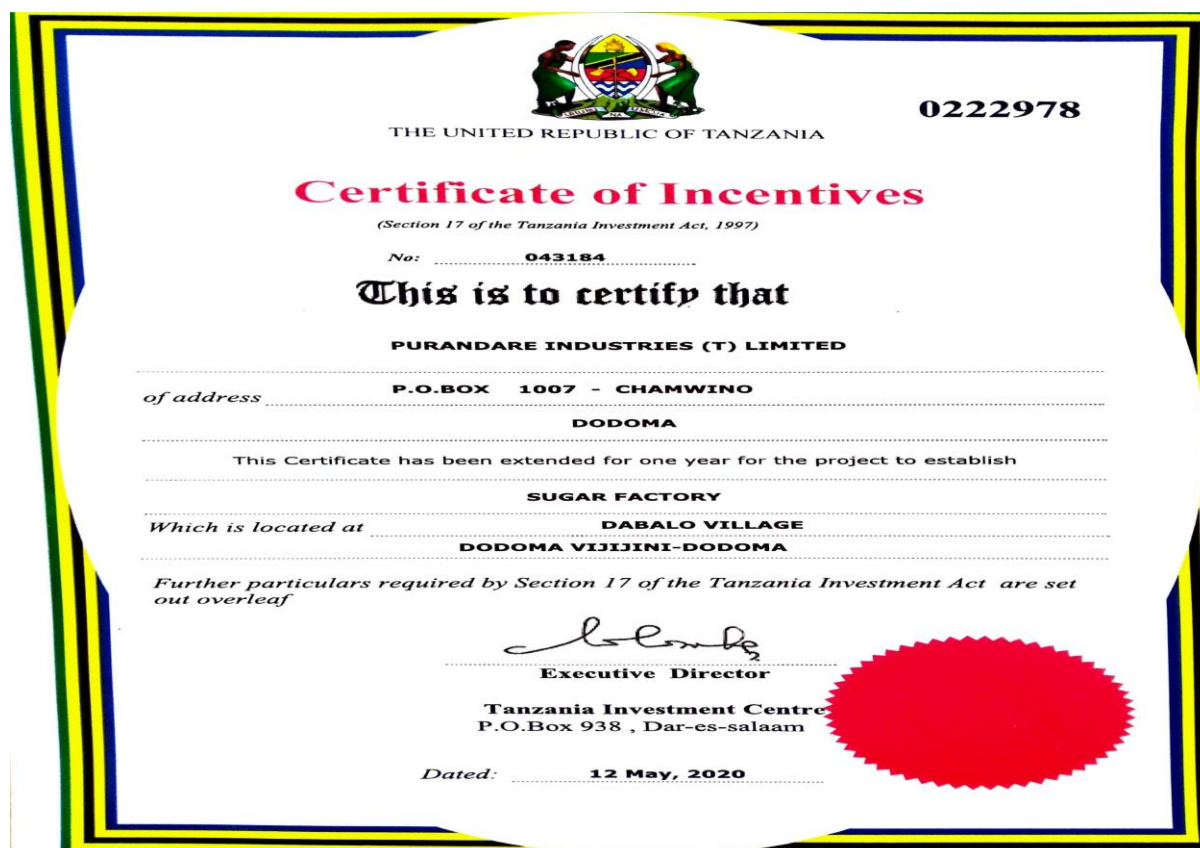 UHURU NA UMOJA
0222978
THE UNITED REPUBLIC OF TANZANIA
Certificate of Incentives
(Section 17 of the Tanzania Investment Act, 1997)
No: 043184
This is to certify that
PURANDARE INDUSTRIES (T) LIMITED
of address P.O.BOX 1007 - CHAMWINO
DODOMA
This Certificate has been extended for one year for the project to establish
SUGAR FACTORY
Which is located at DABALO VILLAGE
DODOMA VIJIJINI-DODOMA
Further particulars required by Section 17 of the Tanzania Investment Act are set
out overleaf
Executive Director
Tanzania Investment Centre
P.O.Box 938 , Dar-es-salaam
Dated: 12 May, 2020